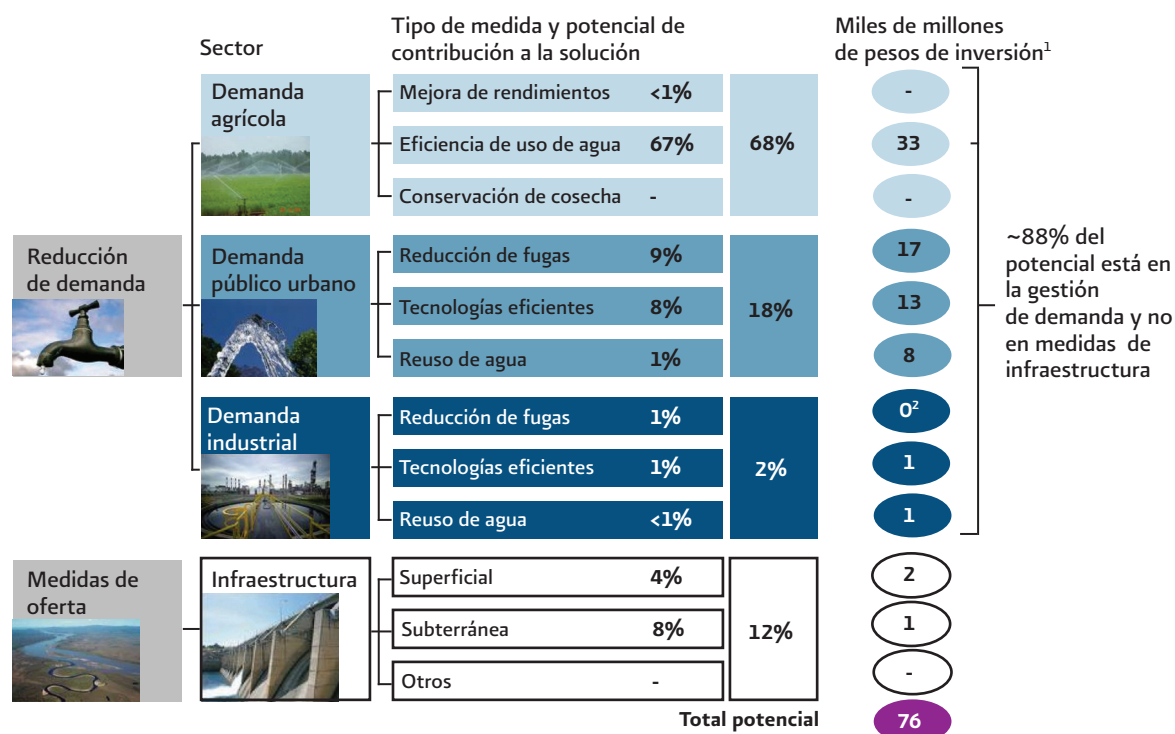 Sector
Tipo de medida y potencial de
contribución a la solución
Miles de millones
de pesos de inversión¹
Demanda
agrícola
Mejora de rendimientos <1%
Eficiencia de uso de agua 67%
Conservación de cosecha -
68%
-
33
-
Reducción
de demanda
Demanda
público urbano
Reducción de fugas 9%
Tecnologías eficientes 8%
Reuso de agua 1%
18%
17
13
8
~88% del
potencial está en
la gestión
de demanda y no
en medidas de
infraestructura
Demanda
industrial
Reducción de fugas 1%
Tecnologías eficientes 1%
Reuso de agua <1%
2%
0²
1
1
Medidas de
oferta
Infraestructura
Superficial 4%
Subterránea 8%
Otros -
12%
2
1
-
Total potencial 76